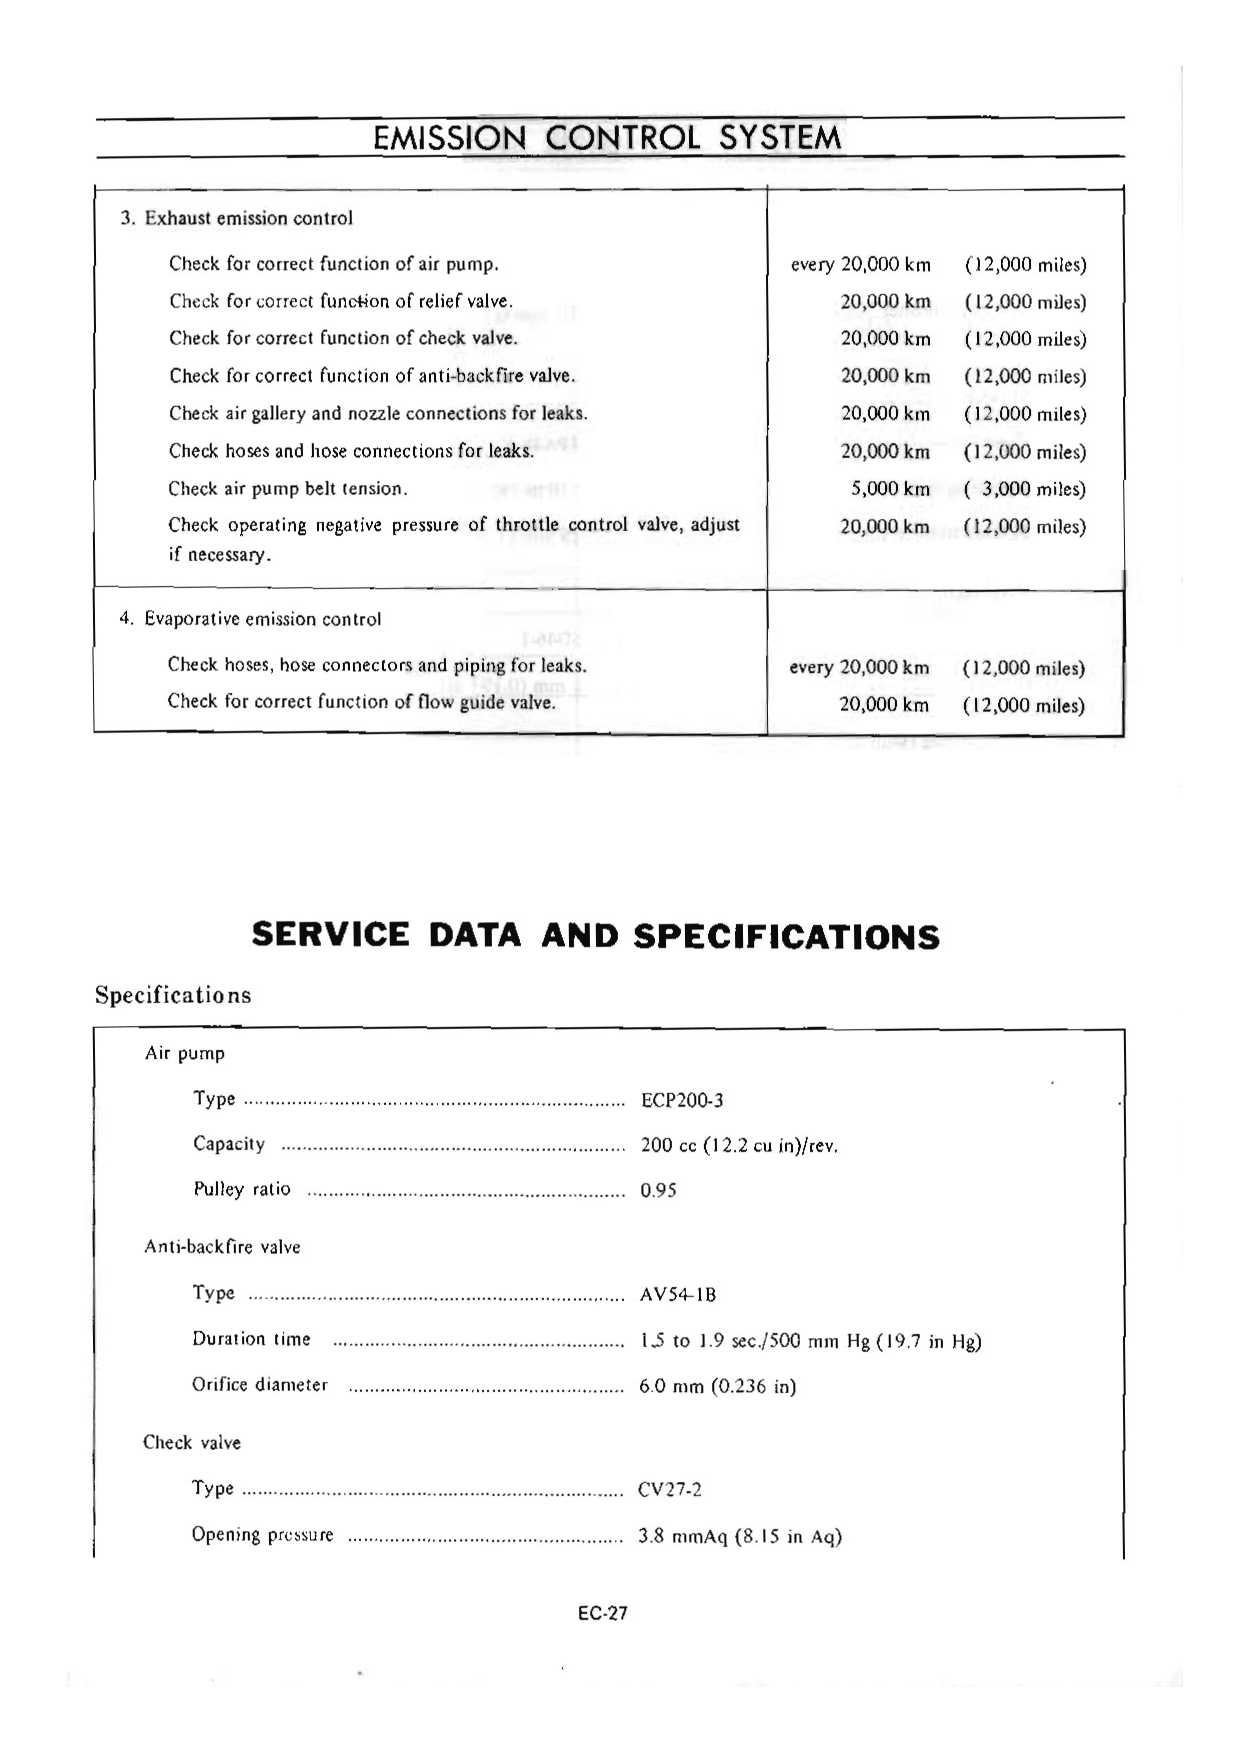 EMISSION CONTROL SYSTEM
3. Exhaust emission control
Check for correct function of air pump. every 20,000 km (12,000 miles)
Check for correct function of relief valve. 20,000 km (12,000 miles)
Check for correct function of check valve. 20,000 km (12,000 miles)
Check for correct function of anti-backfire valve. 20,000 km (12,000 miles)
Check air gallery and nozzle connections for leaks. 20,000 km (12,000 miles)
Check hoses and hose connections for leaks. 20,000 km (12,000 miles)
Check air pump belt tension. 5,000 km ( 3,000 miles)
Check operating negative pressure of throttle control valve, adjust 20,000 km (12,000 miles)
if necessary.
4. Evaporative emission control
Check hoses, hose connectors and piping for leaks. every 20,000 km (12,000 miles)
Check for correct function of flow guide valve. 20,000 km (12,000 miles)
SERVICE DATA AND SPECIFICATIONS
Specifications
Air pump
Type ........................................................................ ECP200-3
Capacity ................................................................. 200 cc (12.2 cu in)/rev.
Pulley ratio ............................................................ 0.95
Anti-backfire valve
Type ....................................................................... AV54-1B
Duration time ....................................................... 1.5 to 1.9 sec./500 mm Hg (19.7 in Hg)
Orifice diameter .................................................... 6.0 mm (0.236 in)
Check valve
Type ........................................................................ CV27-2
Opening pressure .................................................... 3.8 mmAq (8.15 in Aq)
EC-27